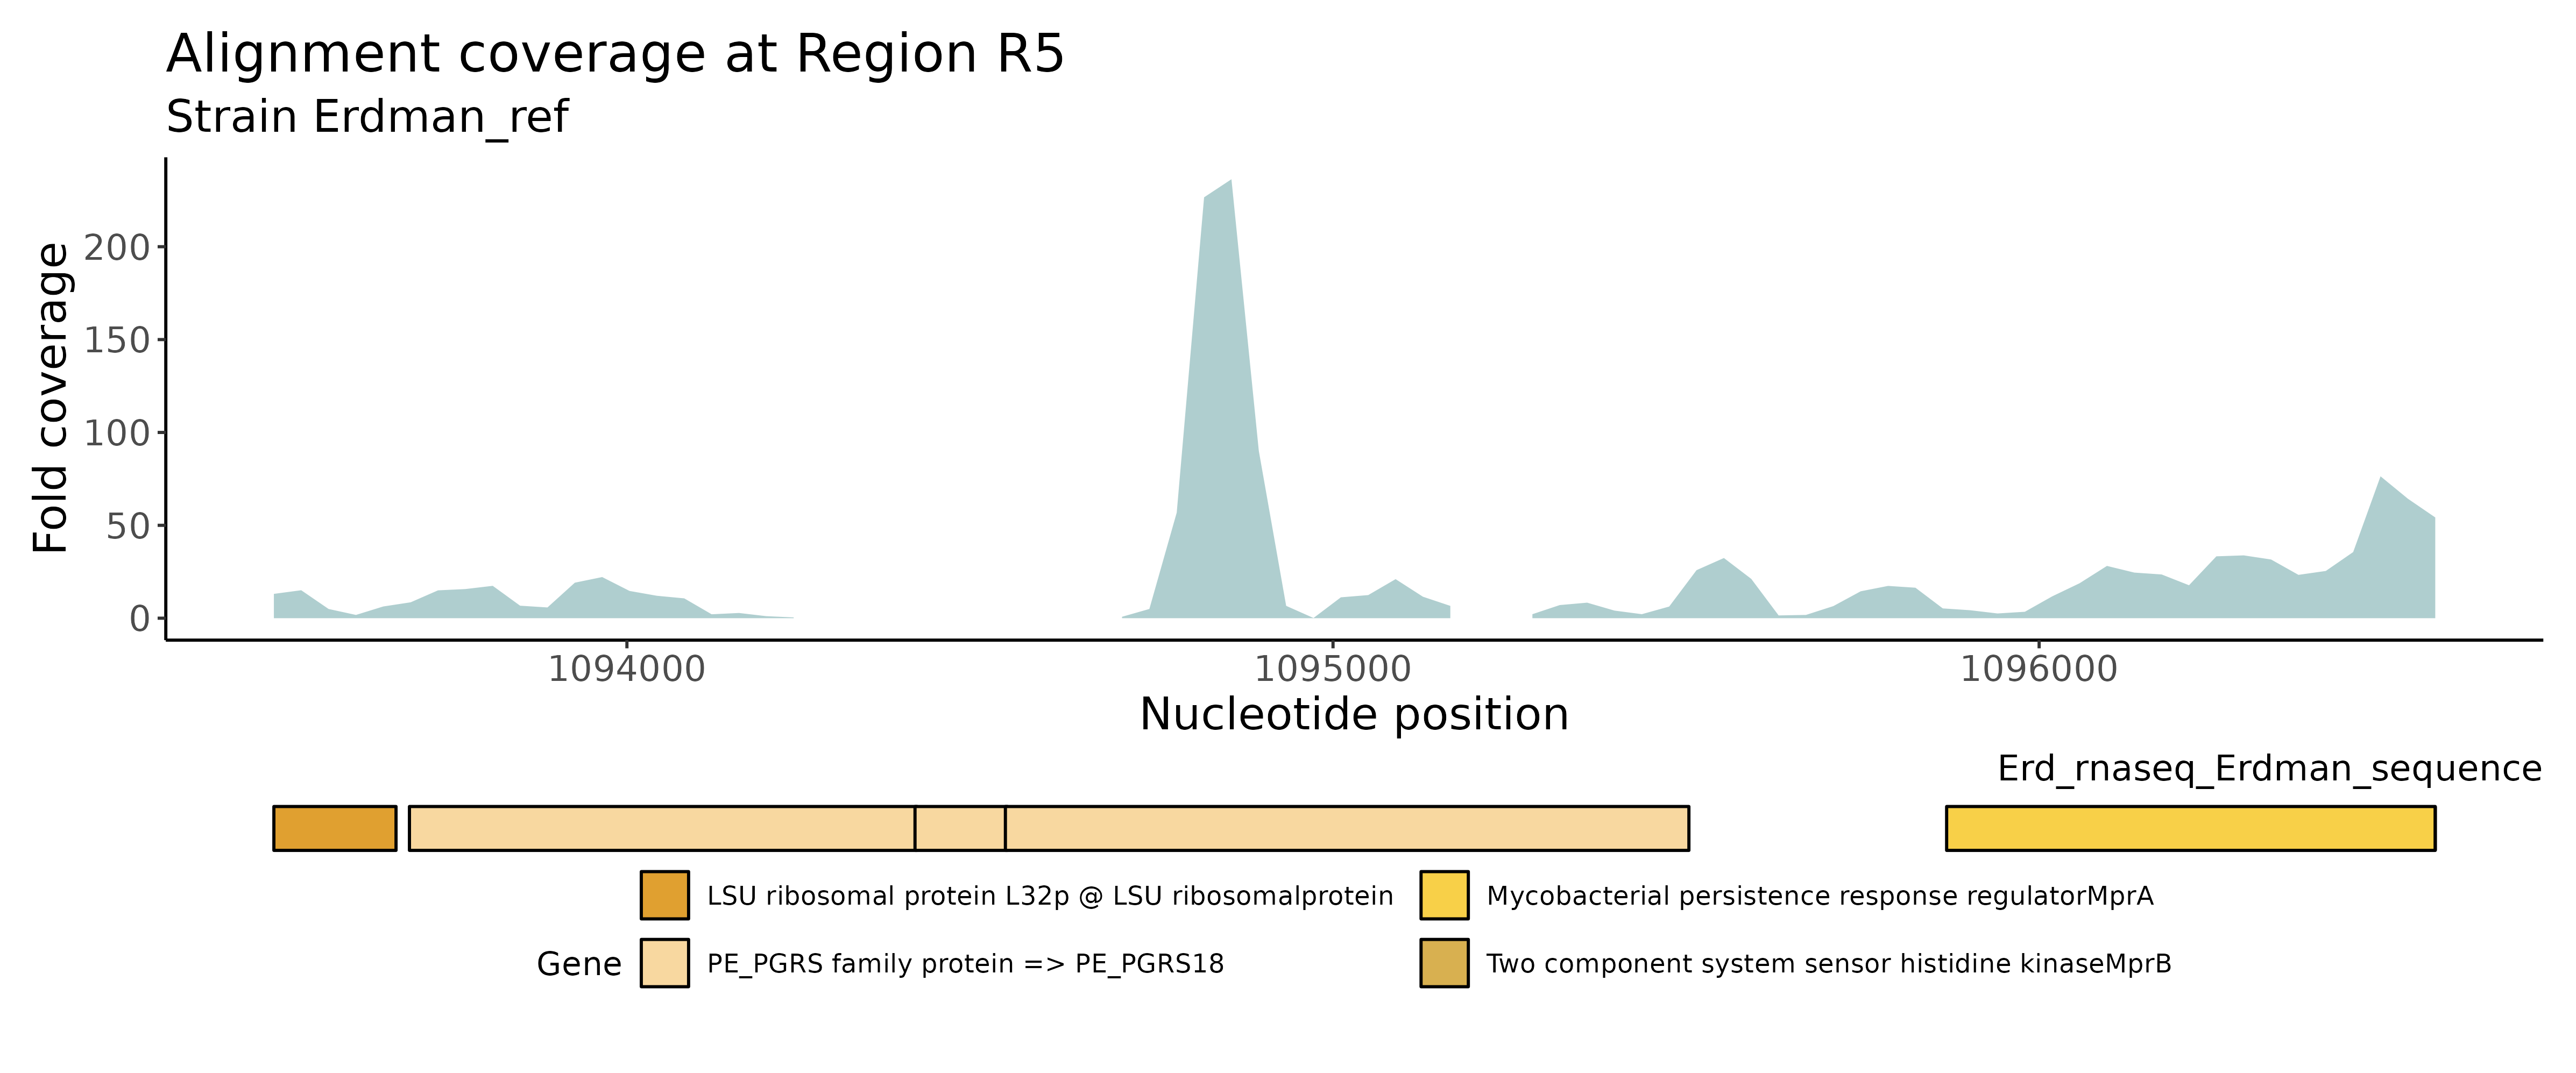 Alignment coverage at Region R5
Strain Erdman_ref
Fold coverage
200
150
100
50
0
1094000 1095000 1096000
Nucleotide position
Erd_rnaseq_Erdman_sequence
Gene
LSU ribosomal protein L32p @ LSU ribosomalprotein
PE_PGRS family protein => PE_PGRS18
Mycobacterial persistence response regulatorMprA
Two component system sensor histidine kinaseMprB